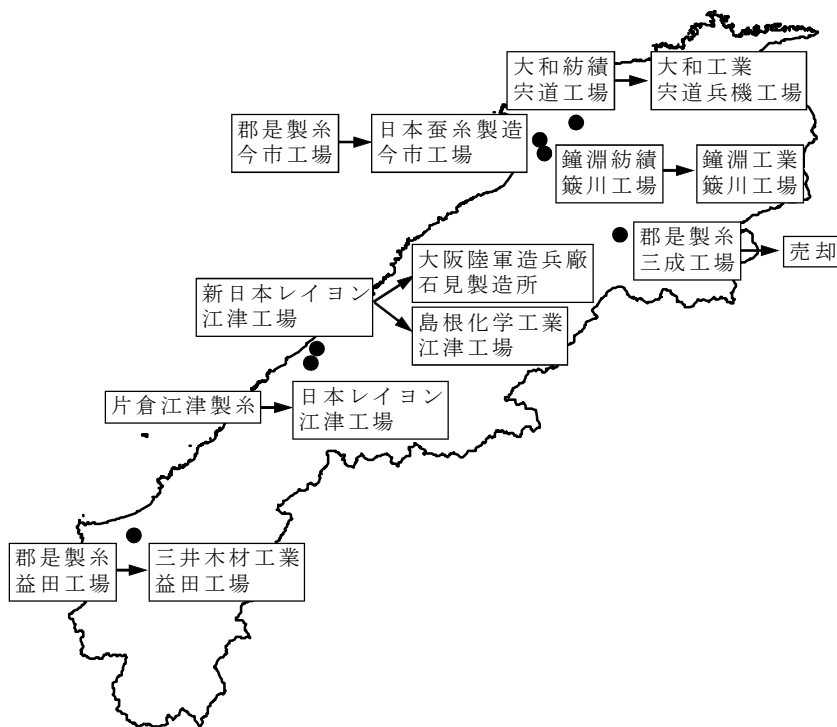 大和紡績
宍道工場
大和工業
宍道兵機工場
郡是製糸
今市工場
日本蚕糸製造
今市工場
鐘淵紡績
簸川工場
鐘淵工業
簸川工場
郡是製糸
三成工場
売却
新日本レイヨン
江津工場
大阪陸軍造兵廠
石見製造所
島根化学工業
江津工場
片倉江津製糸
日本レイヨン
江津工場
郡是製糸
益田工場
三井木材工業
益田工場